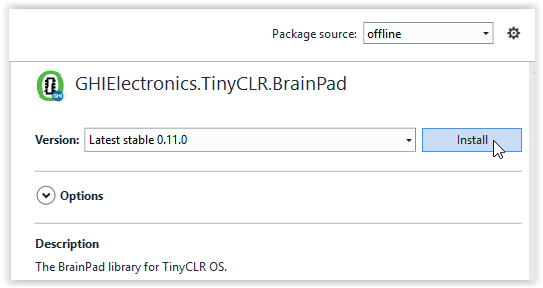 Package source: offline
GHI
GHIElectronics.TinyCLR.BrainPad
Version: Latest stable 0.11.0 Install
Options
Description
The BrainPad library for TinyCLR OS.